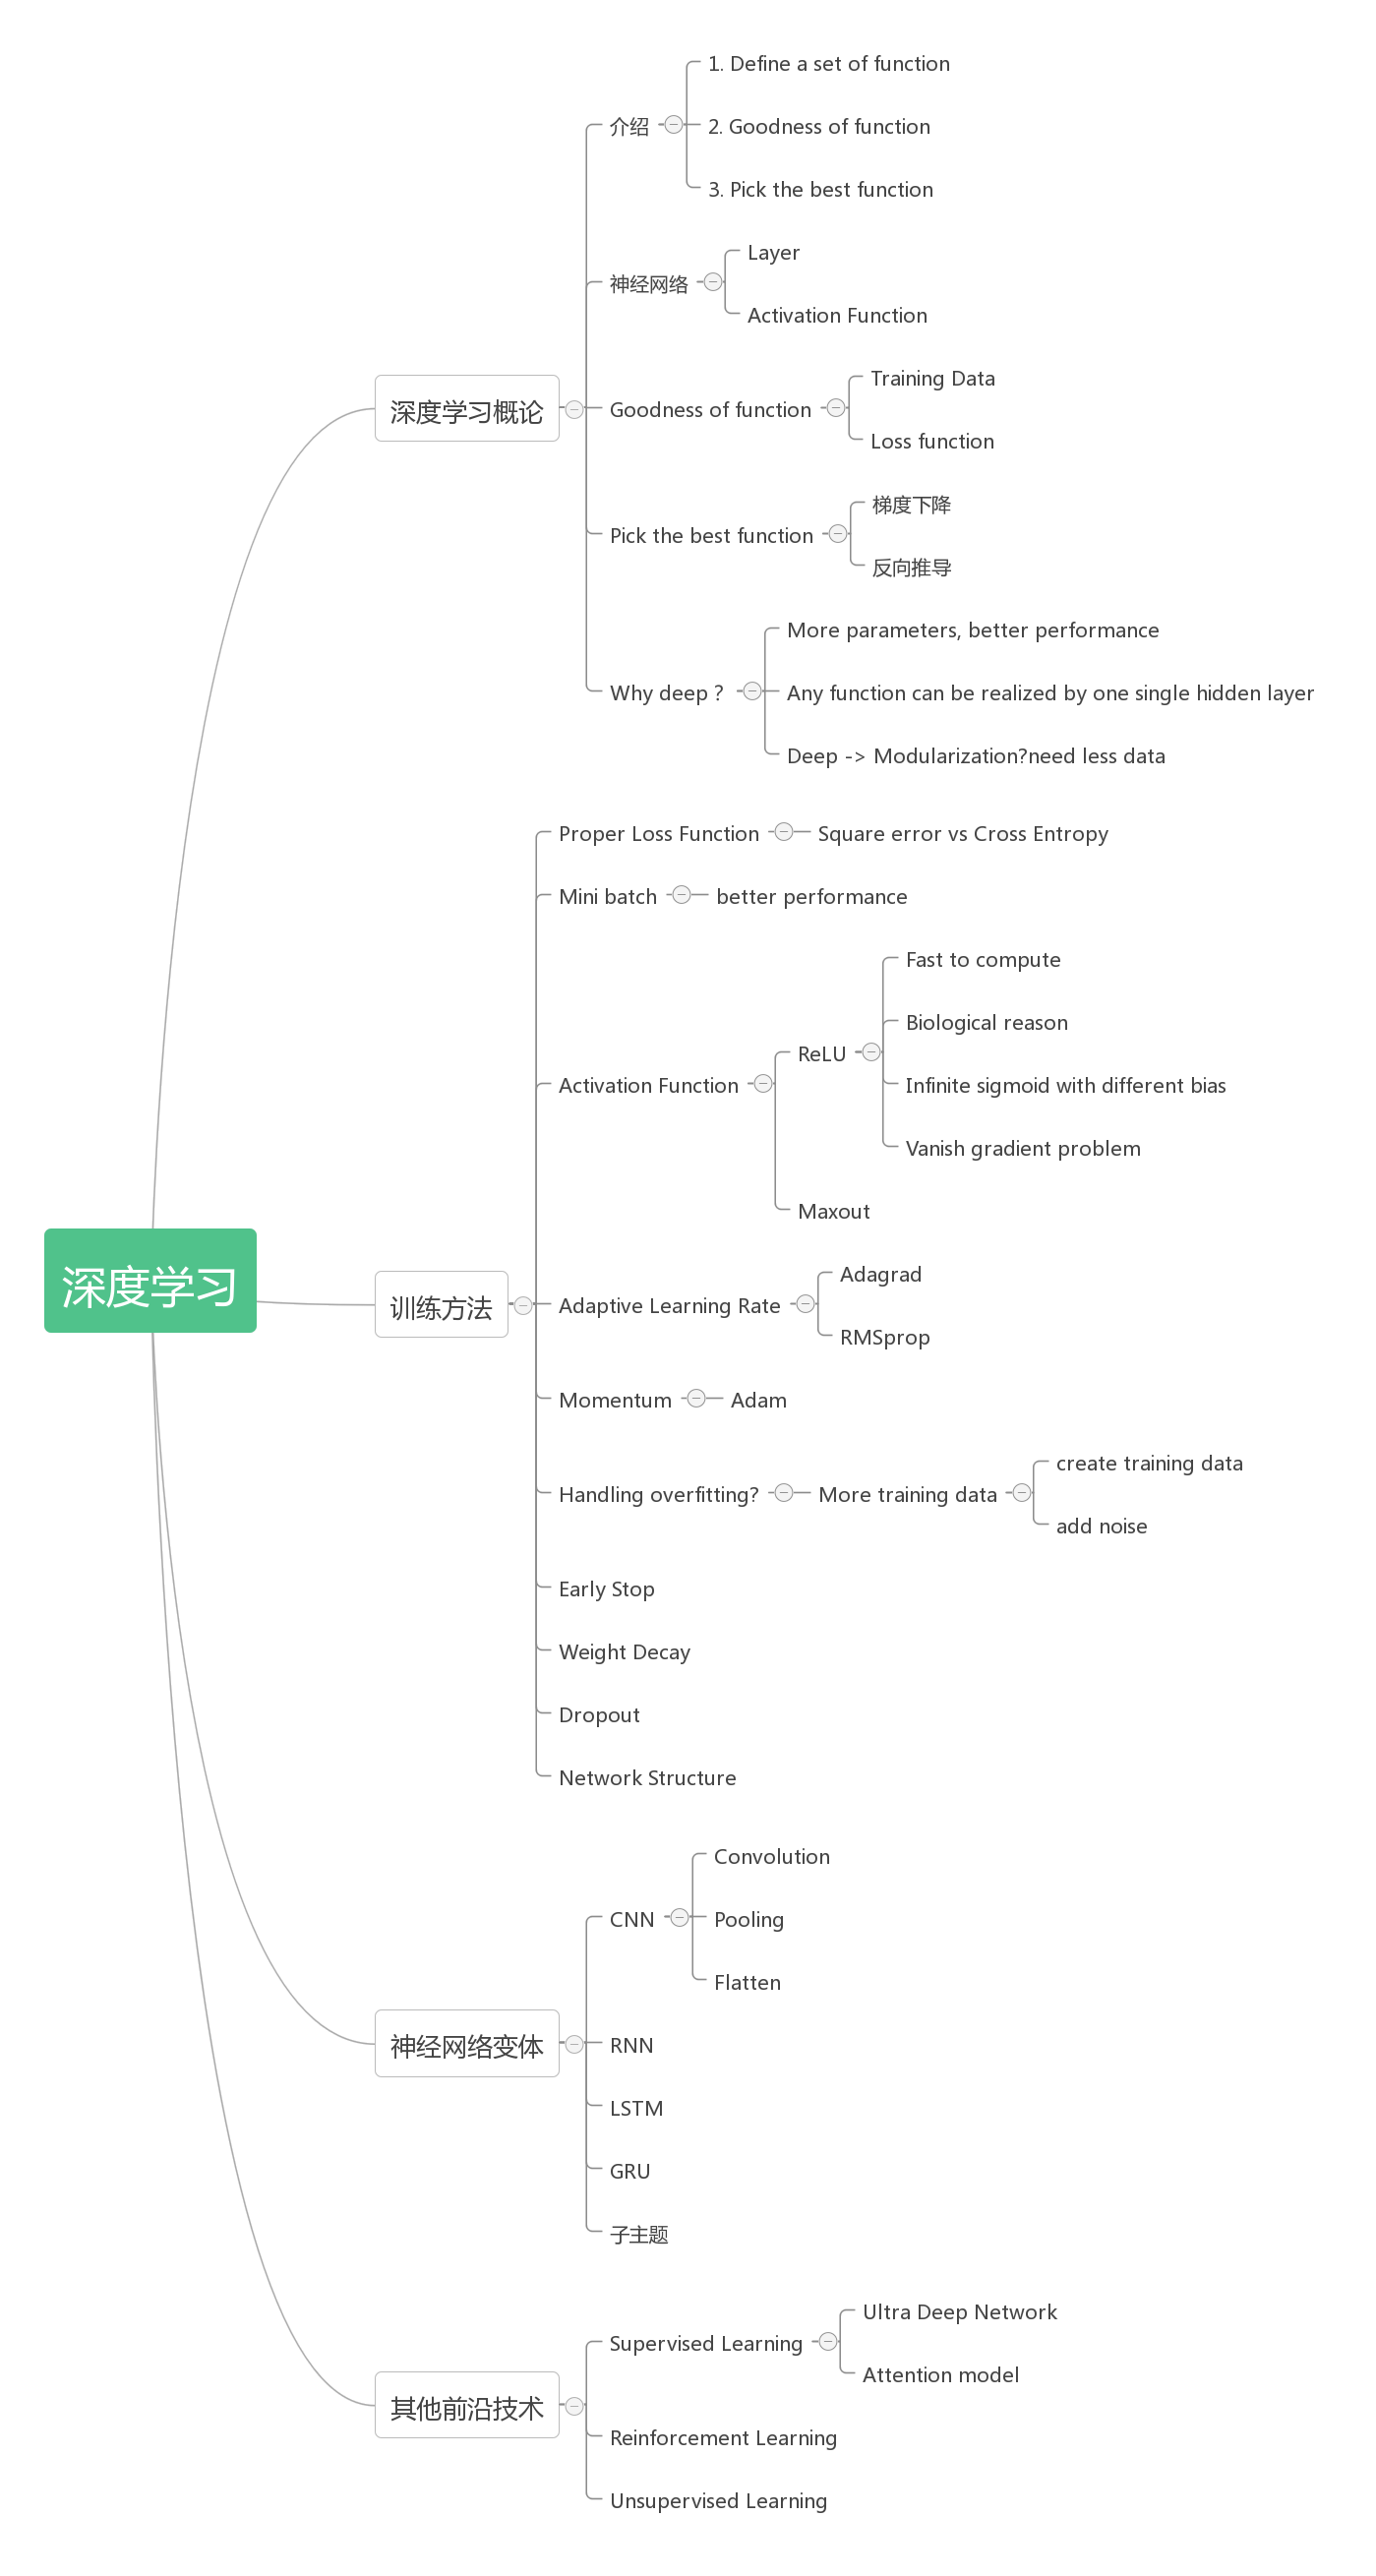 深度学习
深度学习概论
介绍
1. Define a set of function
2. Goodness of function
3. Pick the best function
神经网络
Layer
Activation Function
Goodness of function
Training Data
Loss function
Pick the best function
梯度下降
反向推导
Why deep ?
More parameters, better performance
Any function can be realized by one single hidden layer
Deep -> Modularization?need less data
训练方法
Proper Loss Function
Square error vs Cross Entropy
Mini batch
better performance
Activation Function
ReLU
Fast to compute
Biological reason
Infinite sigmoid with different bias
Vanish gradient problem
Maxout
Adaptive Learning Rate
Adagrad
RMSprop
Momentum
Adam
Handling overfitting?
More training data
create training data
add noise
Early Stop
Weight Decay
Dropout
Network Structure
神经网络变体
CNN
Convolution
Pooling
Flatten
RNN
LSTM
GRU
子主题
其他前沿技术
Supervised Learning
Ultra Deep Network
Attention model
Reinforcement Learning
Unsupervised Learning